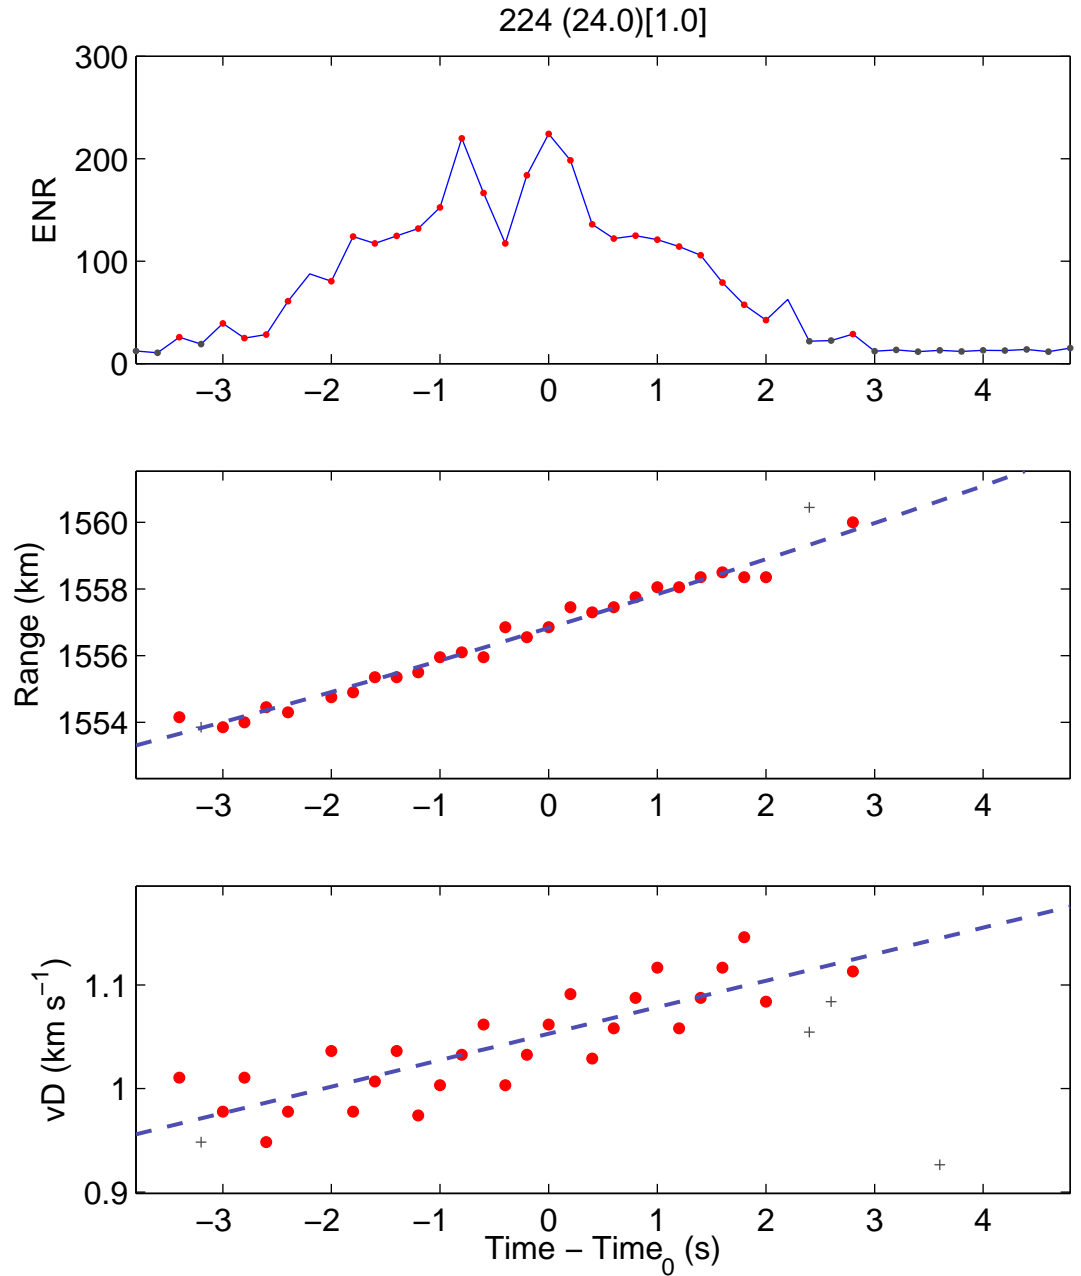 224 (24.0)[1.0]
300
200
100
0
ENR
−3 −2 −1 0 1 2 3 4
1560
1558
1556
1554
Range (km)
−3 −2 −1 0 1 2 3 4
1.1
1
0.9
vD (km s⁻¹)
−3 −2 −1 0 1 2 3 4
Time − Time₀ (s)